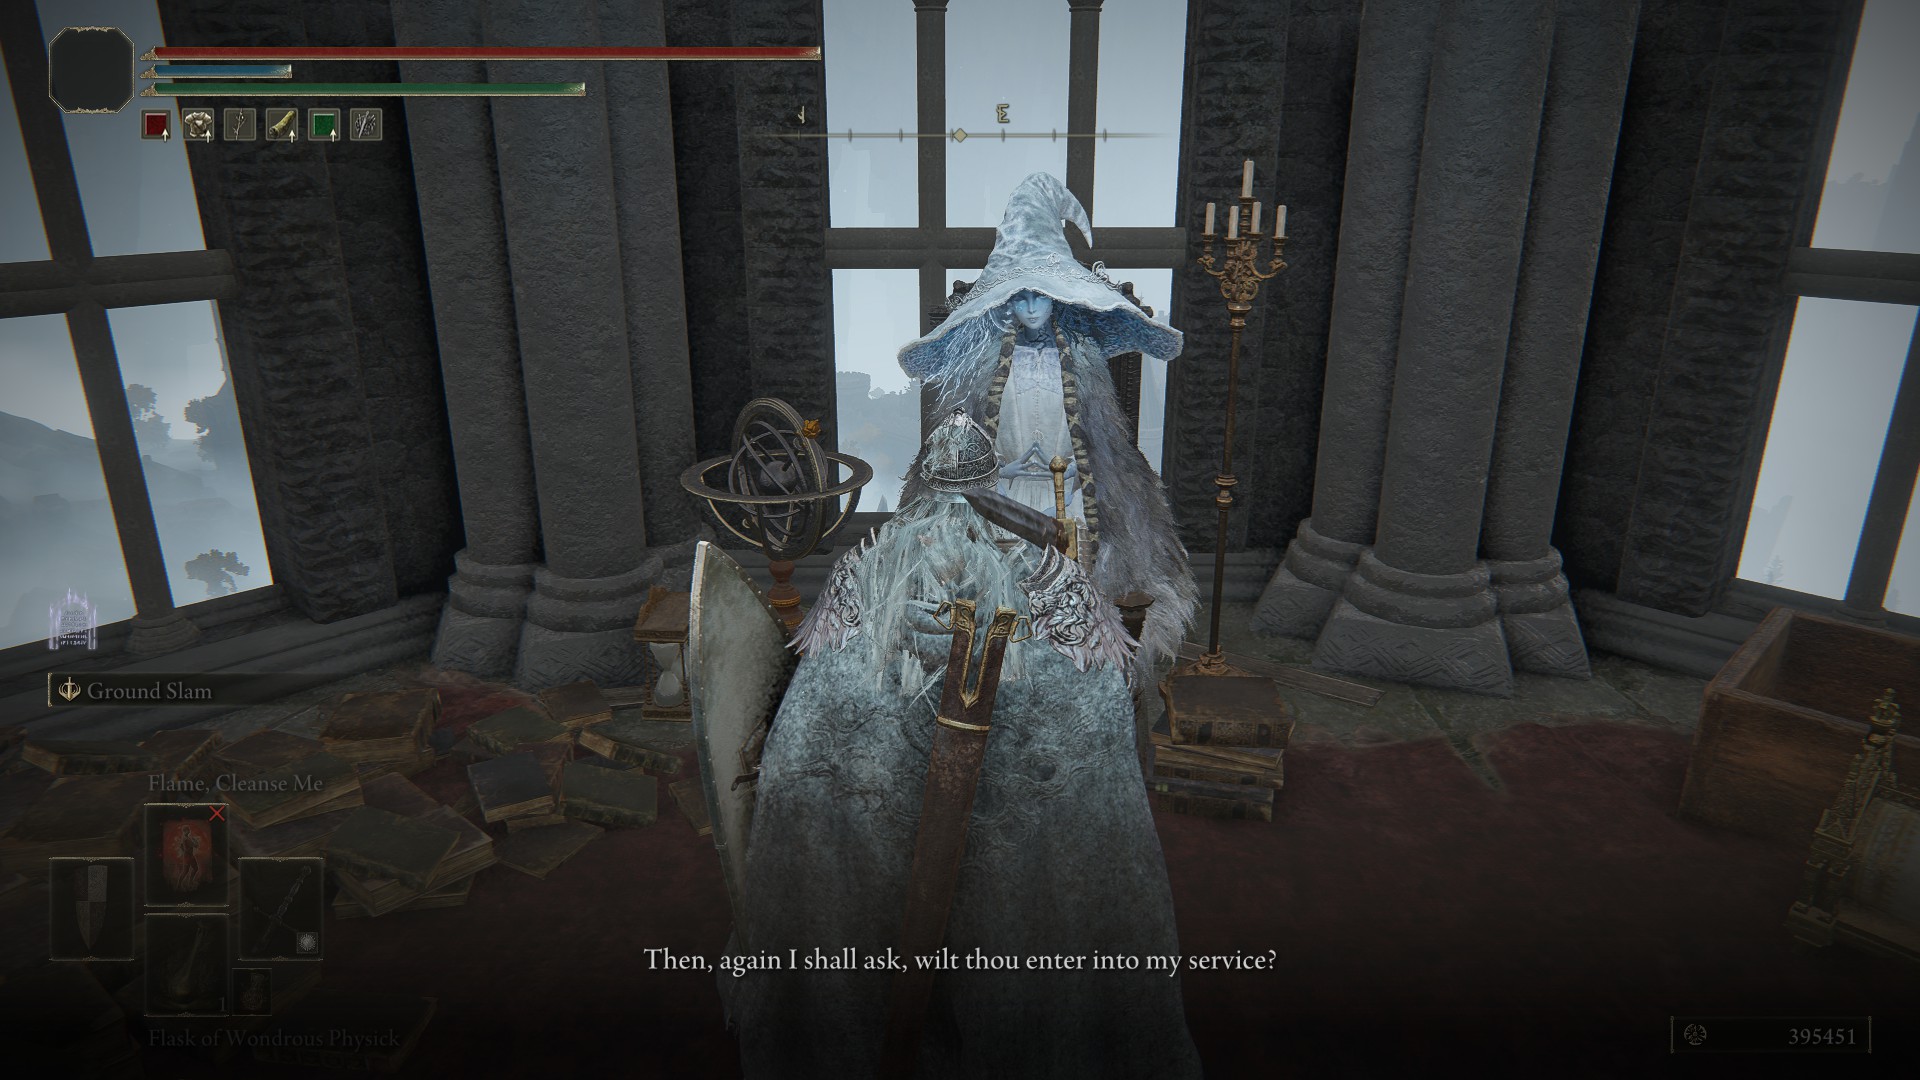 E
Ground Slam
Flame, Cleanse Me
1
Flask of Wondrous Physick
Then, again I shall ask, wilt thou enter into my service?
395451